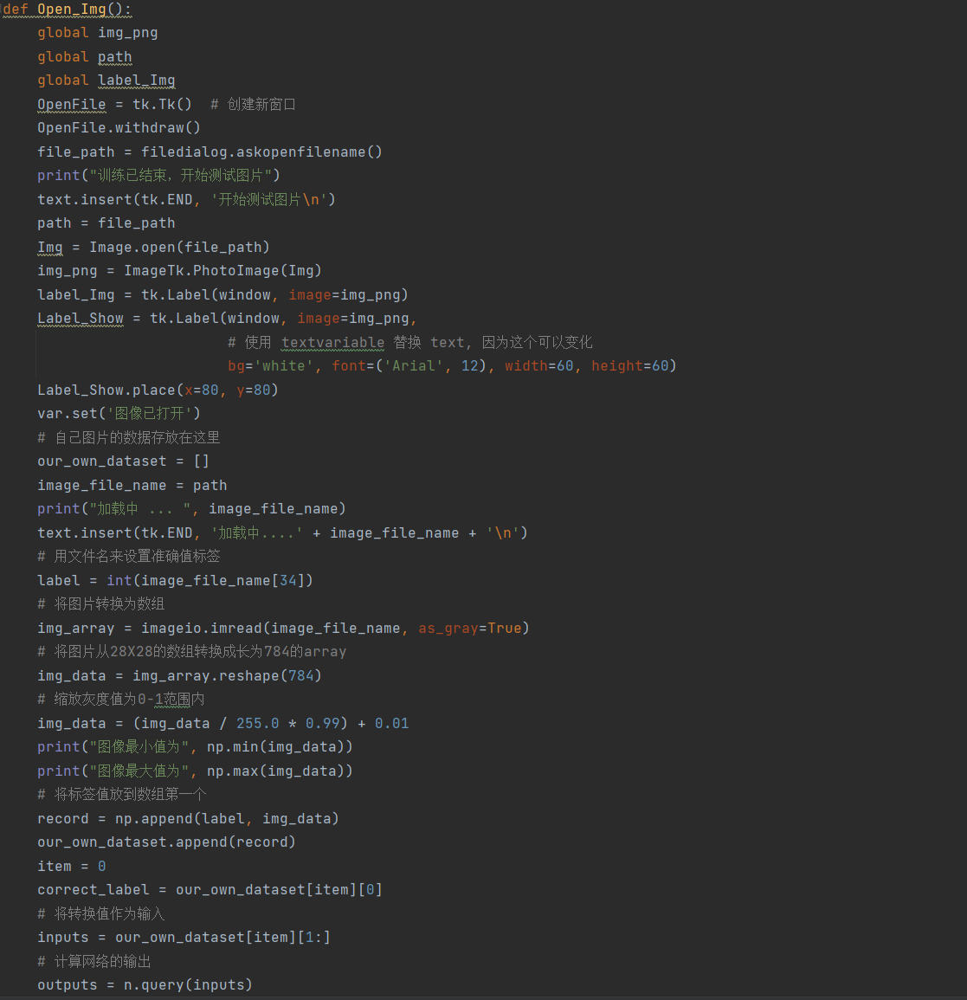 def Open_Img():
    global img_png
    global path
    global label_Img
    OpenFile = tk.Tk()  # 创建新窗口
    OpenFile.withdraw()
    file_path = filedialog.askopenfilename()
    print("训练已结束，开始测试图片")
    text.insert(tk.END, '开始测试图片\n')
    path = file_path
    Img = Image.open(file_path)
    img_png = ImageTk.PhotoImage(Img)
    label_Img = tk.Label(window, image=img_png)
    Label_Show = tk.Label(window, image=img_png,
                          # 使用 textvariable 替换 text, 因为这个可以变化
                          bg='white', font=('Arial', 12), width=60, height=60)
    Label_Show.place(x=80, y=80)
    var.set('图像已打开')
    # 自己图片的数据存放在这里
    our_own_dataset = []
    image_file_name = path
    print("加载中 ... ", image_file_name)
    text.insert(tk.END, '加载中....' + image_file_name + '\n')
    # 用文件名来设置准确值标签
    label = int(image_file_name[34])
    # 将图片转换为数组
    img_array = imageio.imread(image_file_name, as_gray=True)
    # 将图片从28X28的数组转换成长为784的array
    img_data = img_array.reshape(784)
    # 缩放灰度值为0-1范围内
    img_data = (img_data / 255.0 * 0.99) + 0.01
    print("图像最小值为", np.min(img_data))
    print("图像最大值为", np.max(img_data))
    # 将标签值放到数组第一个
    record = np.append(label, img_data)
    our_own_dataset.append(record)
    item = 0
    correct_label = our_own_dataset[item][0]
    # 将转换值作为输入
    inputs = our_own_dataset[item][1:]
    # 计算网络的输出
    outputs = n.query(inputs)